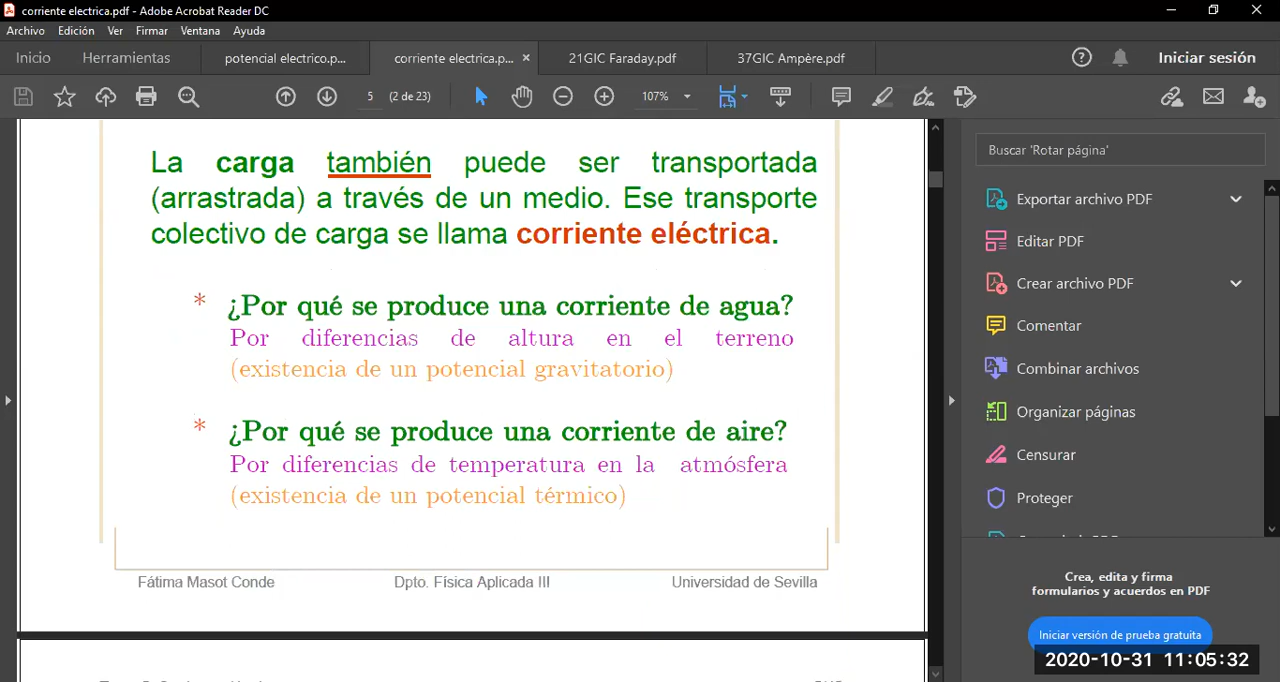 corriente electrica.pdf - Adobe Acrobat Reader DC
Archivo Edición Ver Firmar Ventana Ayuda
Inicio Herramientas potencial electrico.p... corriente electrica.p... × 21GIC Faraday.pdf 37GIC Ampère.pdf Iniciar sesión
5 (2 de 23) 107%
La carga también puede ser transportada
(arrastrada) a través de un medio. Ese transporte
colectivo de carga se llama corriente eléctrica.
* ¿Por qué se produce una corriente de agua?
Por diferencias de altura en el terreno
(existencia de un potencial gravitatorio)
* ¿Por qué se produce una corriente de aire?
Por diferencias de temperatura en la atmósfera
(existencia de un potencial térmico)
Fátima Masot Conde Dpto. Física Aplicada III Universidad de Sevilla
Buscar 'Rotar página'
Exportar archivo PDF
Editar PDF
Crear archivo PDF
Comentar
Combinar archivos
Organizar páginas
Censurar
Proteger
Crea, edita y firma
formularios y acuerdos en PDF
Iniciar versión de prueba gratuita
2020-10-31 11:05:32